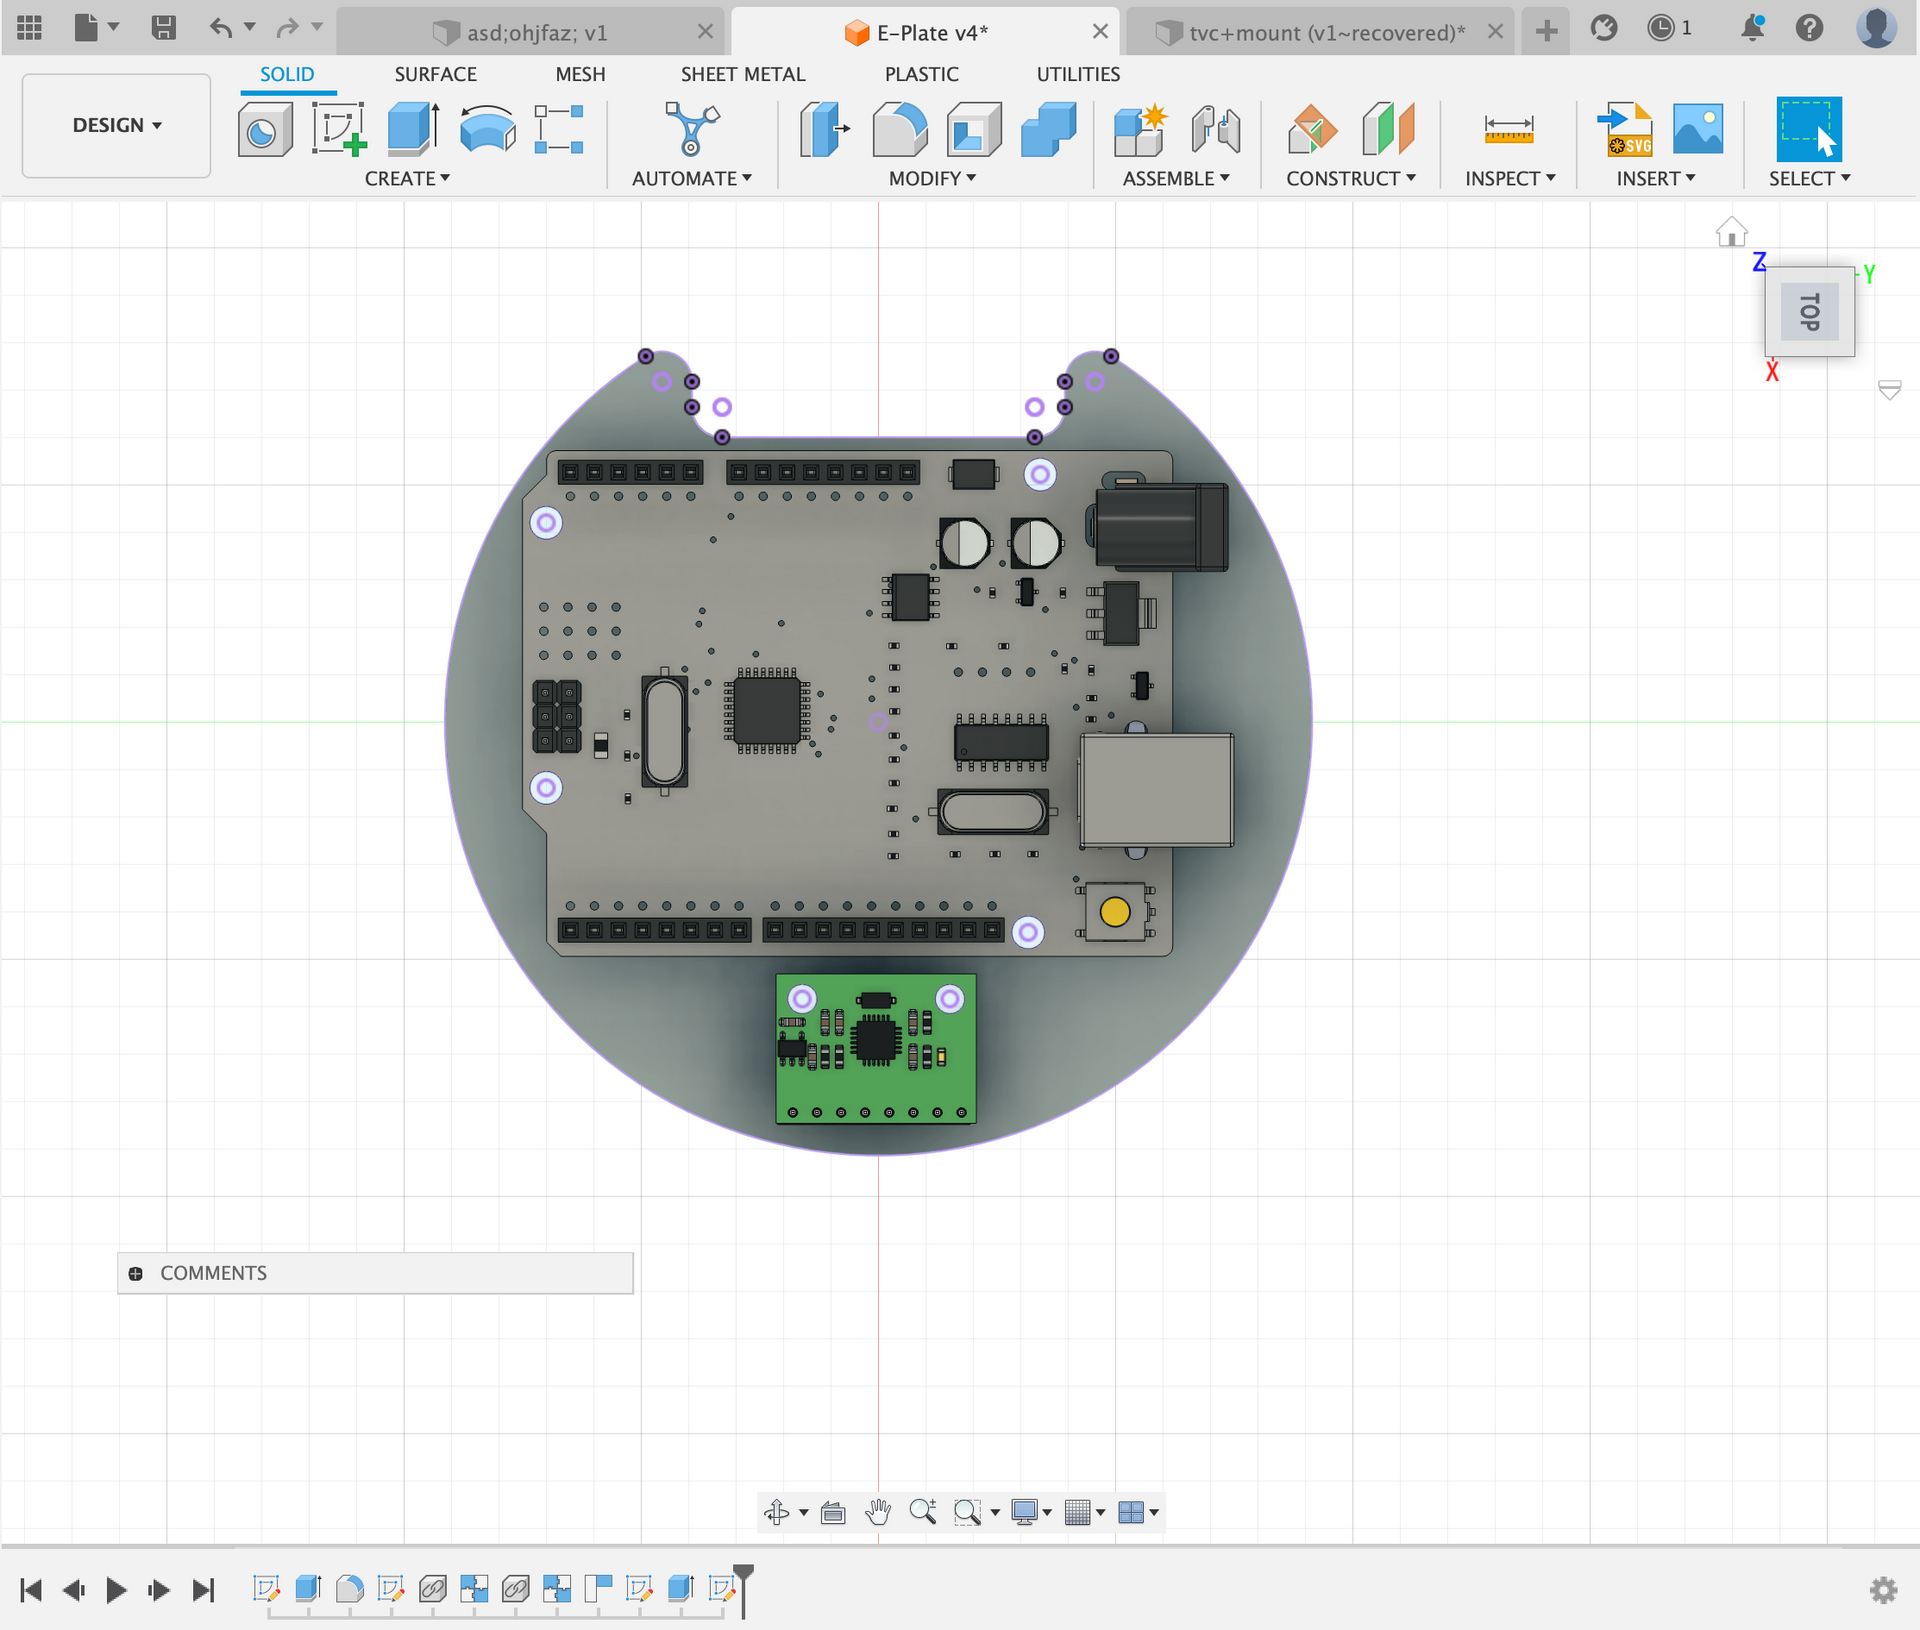 asd;ohjfaz; v1
E-Plate v4*
tvc+mount (v1~recovered)*
1
DESIGN
SOLID
SURFACE
MESH
SHEET METAL
PLASTIC
UTILITIES
SVG
CREATE
AUTOMATE
MODIFY
ASSEMBLE
CONSTRUCT
INSPECT
INSERT
SELECT
Z
-Y
TOP
X
COMMENTS